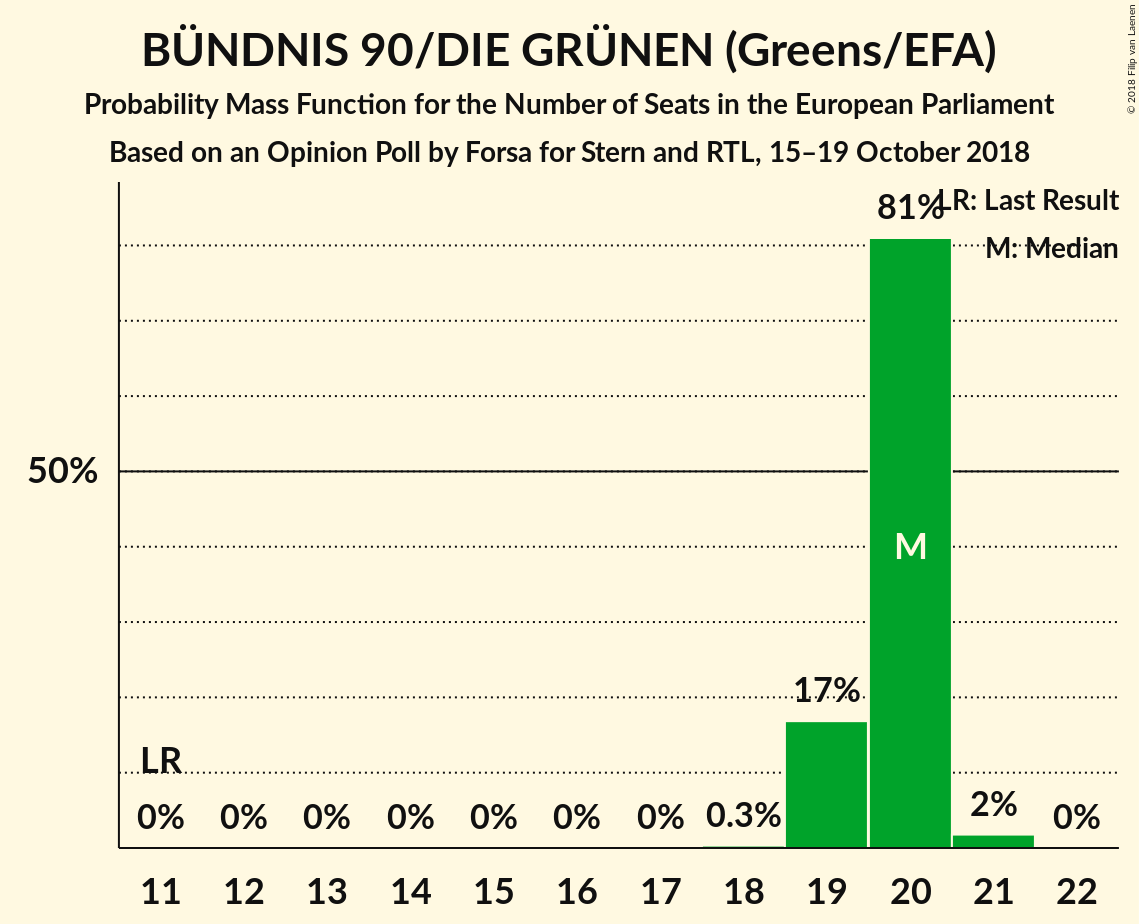 BÜNDNIS 90/DIE GRÜNEN (Greens/EFA)
Probability Mass Function for the Number of Seats in the European Parliament
Based on an Opinion Poll by Forsa for Stern and RTL, 15–19 October 2018
© 2018 Filip van Laenen
LR: Last Result
M: Median
81%
50%
M
17%
LR
0% 0% 0% 0% 0% 0% 0% 0.3% 2% 0%
11 12 13 14 15 16 17 18 19 20 21 22